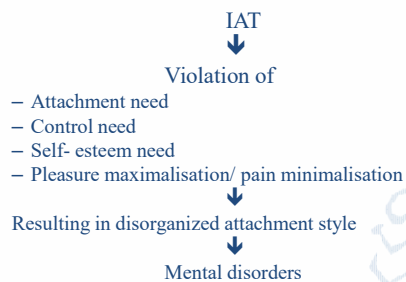 IAT
Violation of
– Attachment need
– Control need
– Self- esteem need
– Pleasure maximalisation/ pain minimalisation
Resulting in disorganized attachment style
Mental disorders